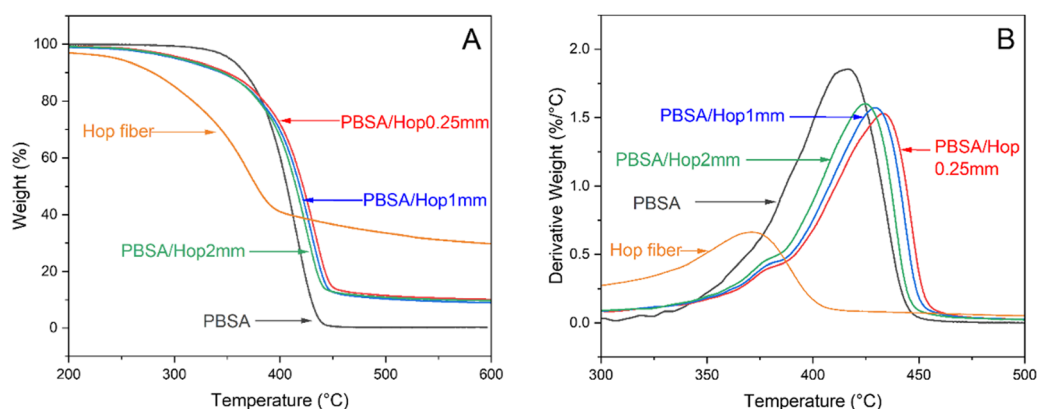 A
100
80
60
40
20
0
Weight (%)
Hop fiber
PBSA/Hop0.25mm
PBSA/Hop1mm
PBSA/Hop2mm
PBSA
200
300
400
500
600
Temperature (°C)
B
2.0
1.5
1.0
0.5
0.0
Derivative Weight (%/°C)
PBSA/Hop1mm
PBSA/Hop2mm
PBSA/Hop
0.25mm
PBSA
Hop fiber
300
350
400
450
500
Temperature (°C)